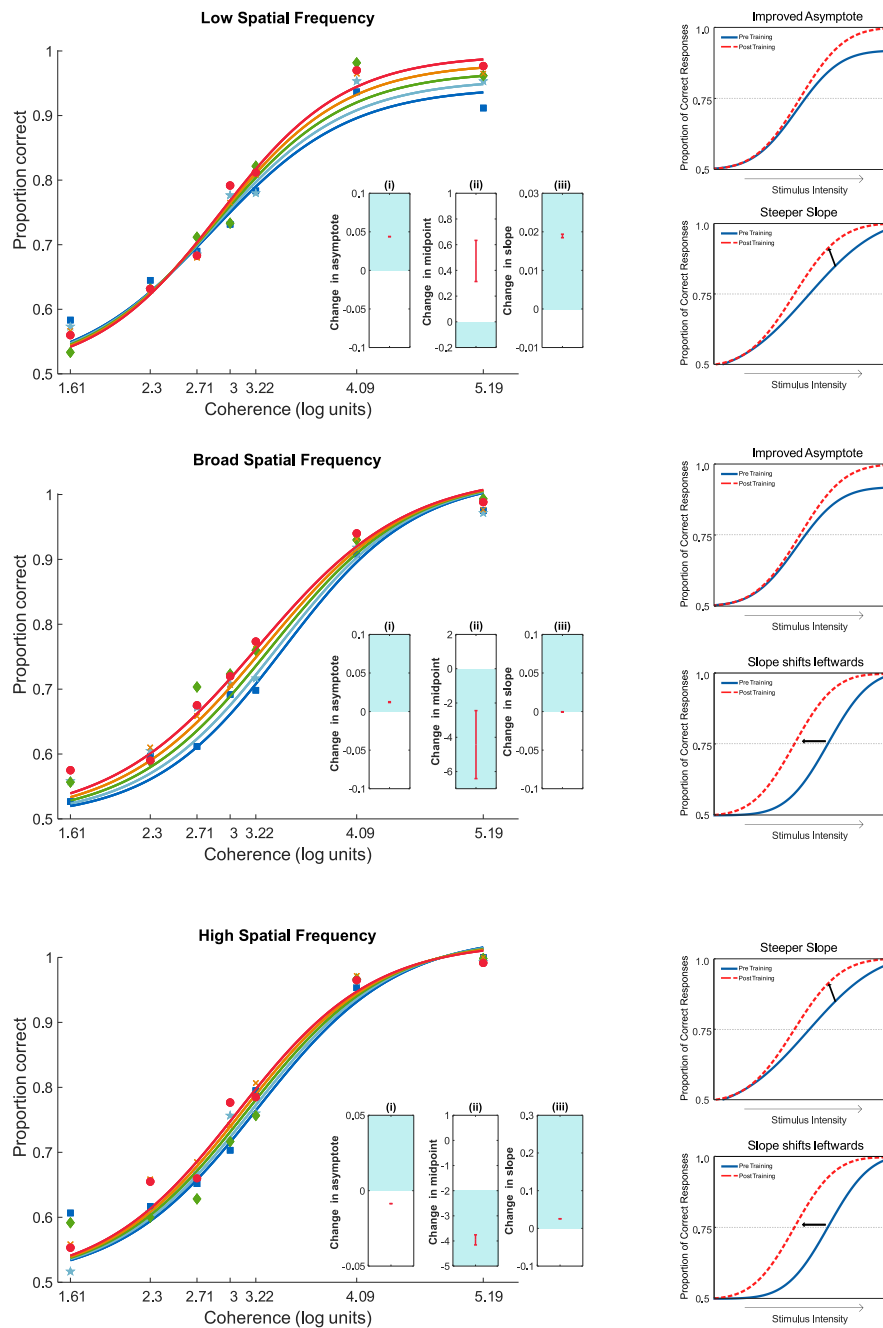 Low Spatial Frequency
Proportion correct
1
0.9
0.8
0.7
0.6
0.5
1.61 2.3 2.71 3 3.22 4.09 5.19
Coherence (log units)
(i)
Change in asymptote
0.1
0.05
0
-0.05
-0.1
(ii)
Change in midpoint
1
0.8
0.6
0.4
0.2
0
-0.2
(iii)
Change in slope
0.03
0.02
0.01
0
-0.01
Improved Asymptote
Proportion of Correct Responses
1.0
0.75
0.5
Pre Training
Post Training
Stimulus Intensity
Steeper Slope
Proportion of Correct Responses
1.0
0.75
0.5
Pre Training
Post Training
Stimulus Intensity
Broad Spatial Frequency
Proportion correct
1
0.9
0.8
0.7
0.6
0.5
1.61 2.3 2.71 3 3.22 4.09 5.19
Coherence (log units)
(i)
Change in asymptote
0.1
0.05
0
-0.05
-0.1
(ii)
Change in midpoint
2
0
-2
-4
-6
(iii)
Change in slope
0.1
0.05
0
-0.05
-0.1
Improved Asymptote
Proportion of Correct Responses
1.0
0.75
0.5
Pre Training
Post Training
Stimulus Intensity
Slope shifts leftwards
Proportion of Correct Responses
1.0
0.75
0.5
Pre Training
Post Training
Stimulus Intensity
High Spatial Frequency
Proportion correct
1
0.9
0.8
0.7
0.6
0.5
1.61 2.3 2.71 3 3.22 4.09 5.19
Coherence (log units)
(i)
Change in asymptote
0.05
0
-0.05
(ii)
Change in midpoint
1
0
-1
-2
-3
-4
-5
(iii)
Change in slope
0.3
0.2
0.1
0
-0.1
Steeper Slope
Proportion of Correct Responses
1.0
0.75
0.5
Pre Training
Post Training
Stimulus Intensity
Slope shifts leftwards
Proportion of Correct Responses
1.0
0.75
0.5
Pre Training
Post Training
Stimulus Intensity